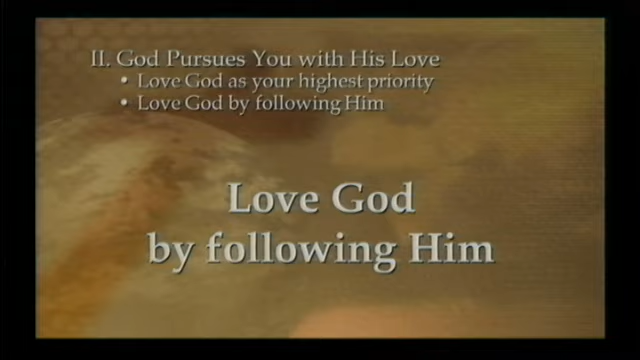 II. God Pursues You with His Love
• Love God as your highest priority
• Love God by following Him
Love God
by following Him